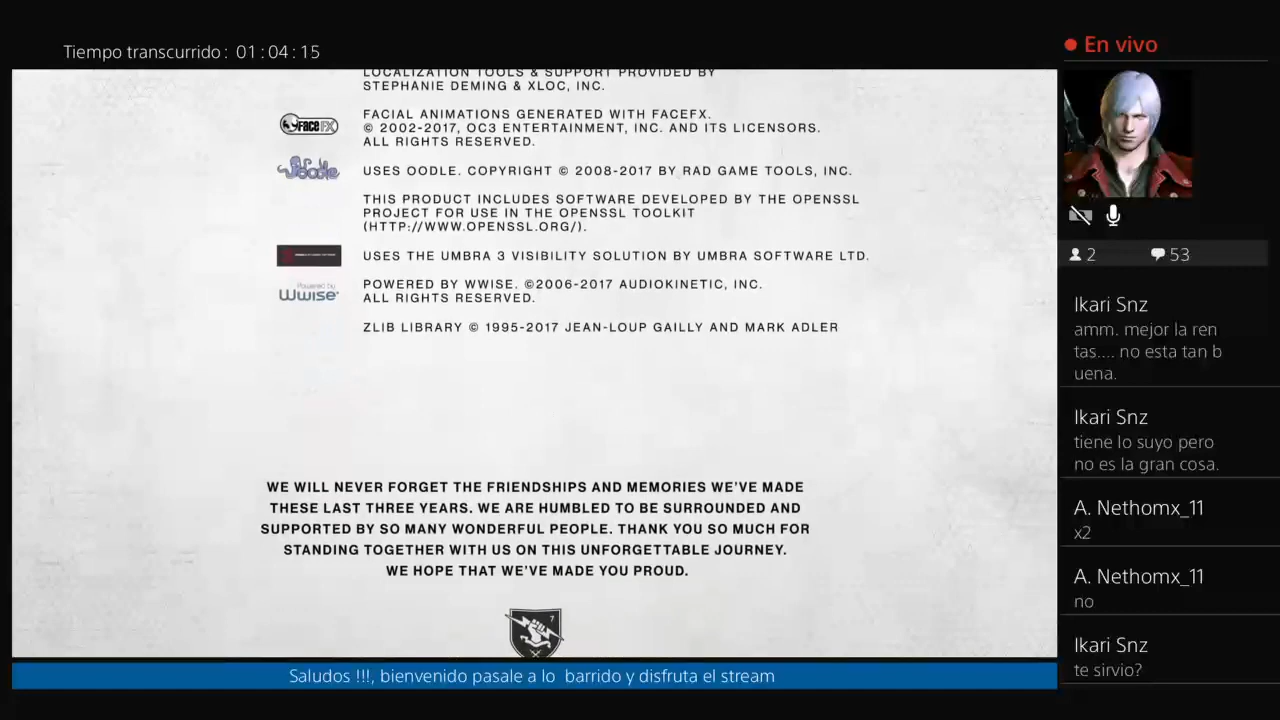 Tiempo transcurrido : 01 : 04 : 15
En vivo
LOCALIZATION TOOLS & SUPPORT PROVIDED BY
STEPHANIE DEMING & XLOC, INC.
FACEFX
FACIAL ANIMATIONS GENERATED WITH FACEFX.
© 2002-2017, OC3 ENTERTAINMENT, INC. AND ITS LICENSORS.
ALL RIGHTS RESERVED.
Oodle
USES OODLE. COPYRIGHT © 2008-2017 BY RAD GAME TOOLS, INC.
THIS PRODUCT INCLUDES SOFTWARE DEVELOPED BY THE OPENSSL
PROJECT FOR USE IN THE OPENSSL TOOLKIT
(HTTP://WWW.OPENSSL.ORG/).
USES THE UMBRA 3 VISIBILITY SOLUTION BY UMBRA SOFTWARE LTD.
Powered by
Wwise
POWERED BY WWISE. ©2006-2017 AUDIOKINETIC, INC.
ALL RIGHTS RESERVED.
ZLIB LIBRARY © 1995-2017 JEAN-LOUP GAILLY AND MARK ADLER
WE WILL NEVER FORGET THE FRIENDSHIPS AND MEMORIES WE'VE MADE
THESE LAST THREE YEARS. WE ARE HUMBLED TO BE SURROUNDED AND
SUPPORTED BY SO MANY WONDERFUL PEOPLE. THANK YOU SO MUCH FOR
STANDING TOGETHER WITH US ON THIS UNFORGETTABLE JOURNEY.
WE HOPE THAT WE'VE MADE YOU PROUD.
7
Saludos !!!, bienvenido pasale a lo barrido y disfruta el stream
2
53
Ikari Snz
amm. mejor la ren
tas.... no esta tan b
uena.
Ikari Snz
tiene lo suyo pero
no es la gran cosa.
A. Nethomx_11
x2
A. Nethomx_11
no
Ikari Snz
te sirvio?